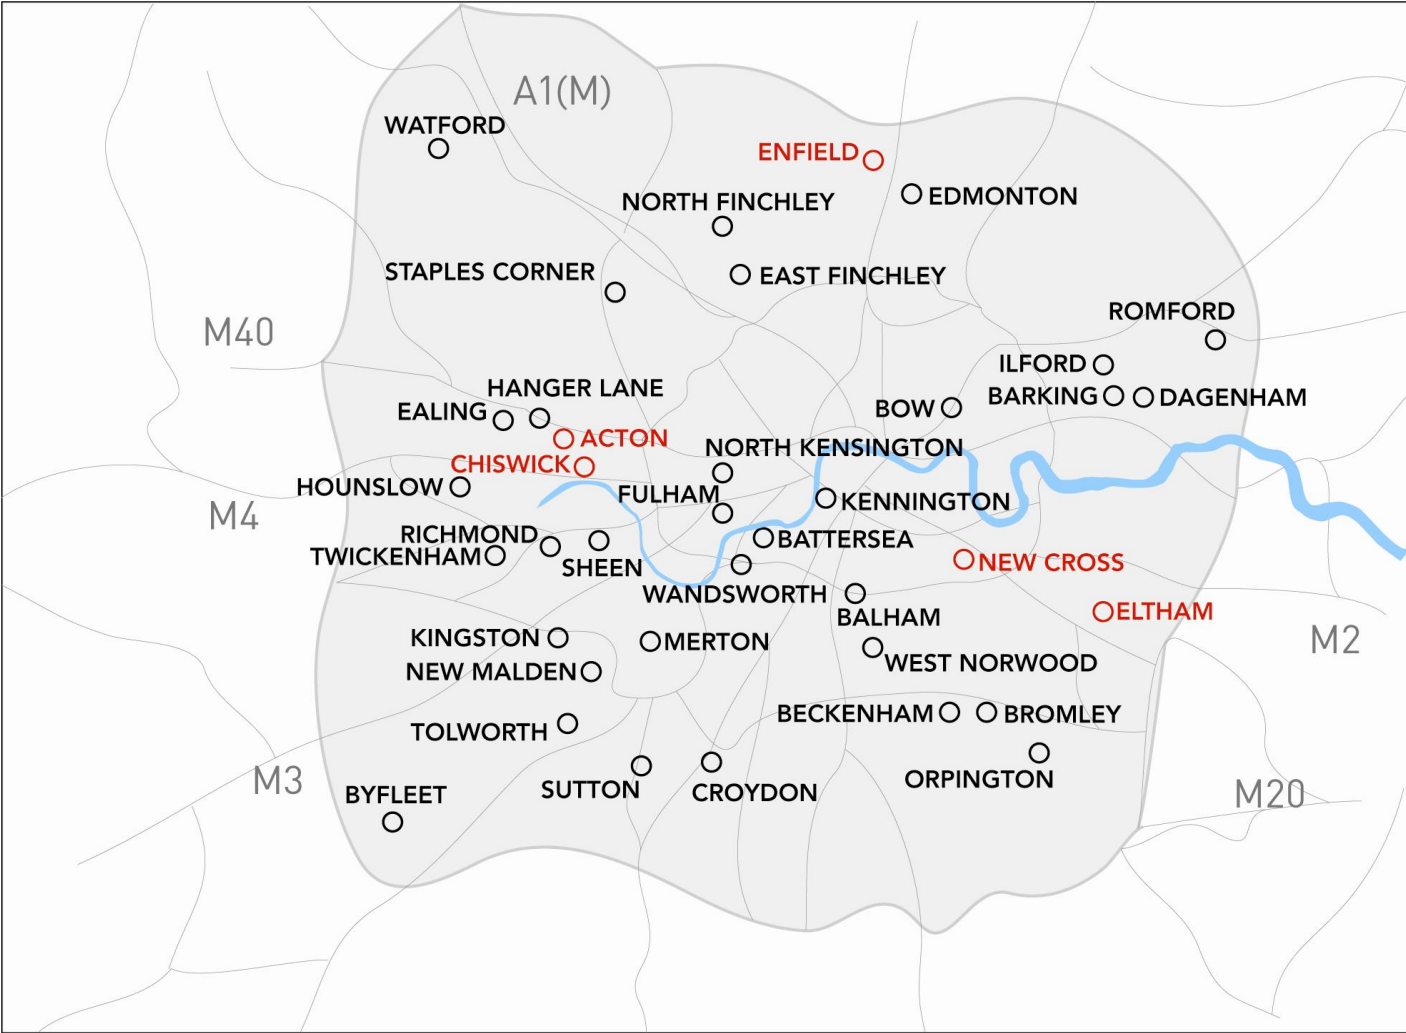 A1(M)
WATFORD
ENFIELD
EDMONTON
NORTH FINCHLEY
STAPLES CORNER
EAST FINCHLEY
ROMFORD
M40
ILFORD
HANGER LANE
BARKING
DAGENHAM
EALING
BOW
ACTON
NORTH KENSINGTON
CHISWICK
HOUNSLOW
FULHAM
KENNINGTON
M4
RICHMOND
BATTERSEA
TWICKENHAM
SHEEN
NEW CROSS
WANDSWORTH
ELTHAM
BALHAM
KINGSTON
MERTON
M2
WEST NORWOOD
NEW MALDEN
BECKENHAM
BROMLEY
TOLWORTH
M3
ORPINGTON
SUTTON
CROYDON
BYFLEET
M20